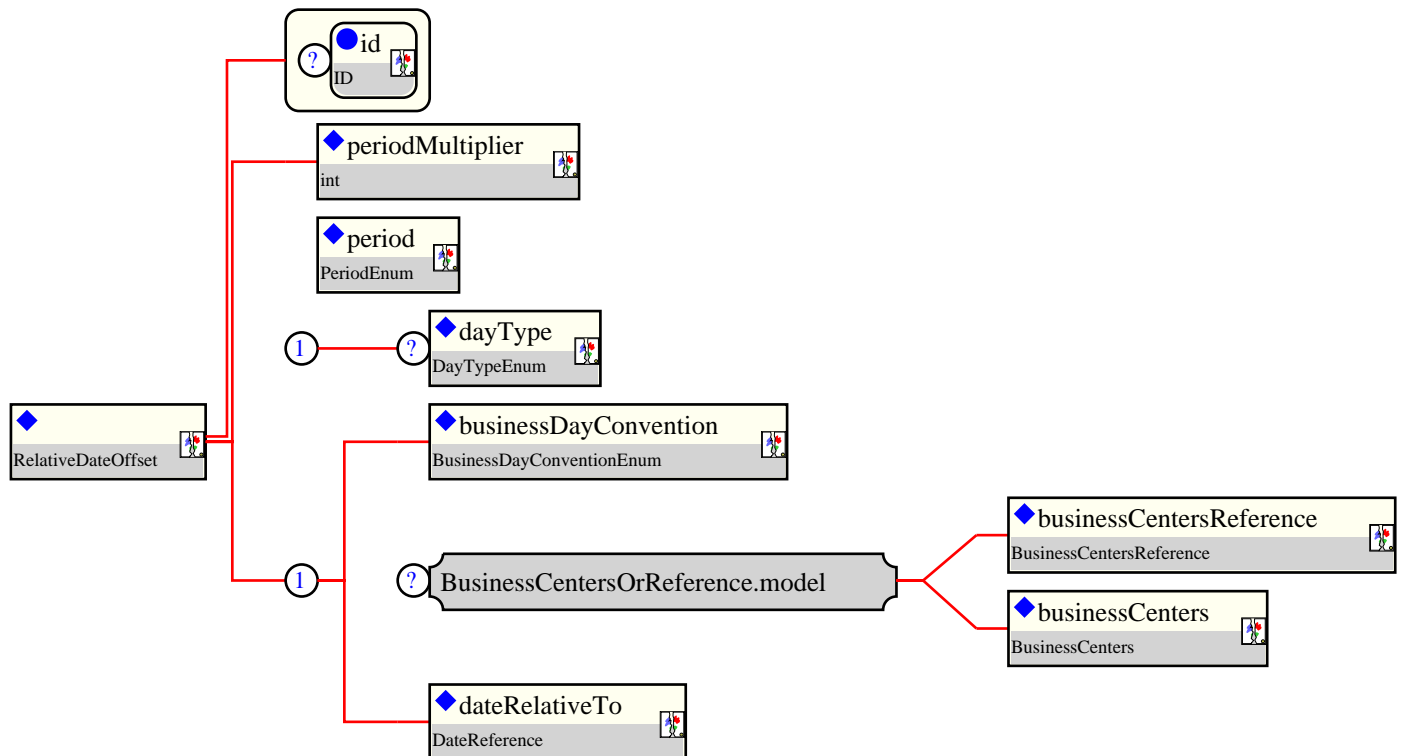 id
?
ID
periodMultiplier
int
period
PeriodEnum
dayType
1
?
DayTypeEnum
RelativeDateOffset
businessDayConvention
BusinessDayConventionEnum
businessCentersReference
BusinessCentersReference
1
?
BusinessCentersOrReference.model
businessCenters
BusinessCenters
dateRelativeTo
DateReference